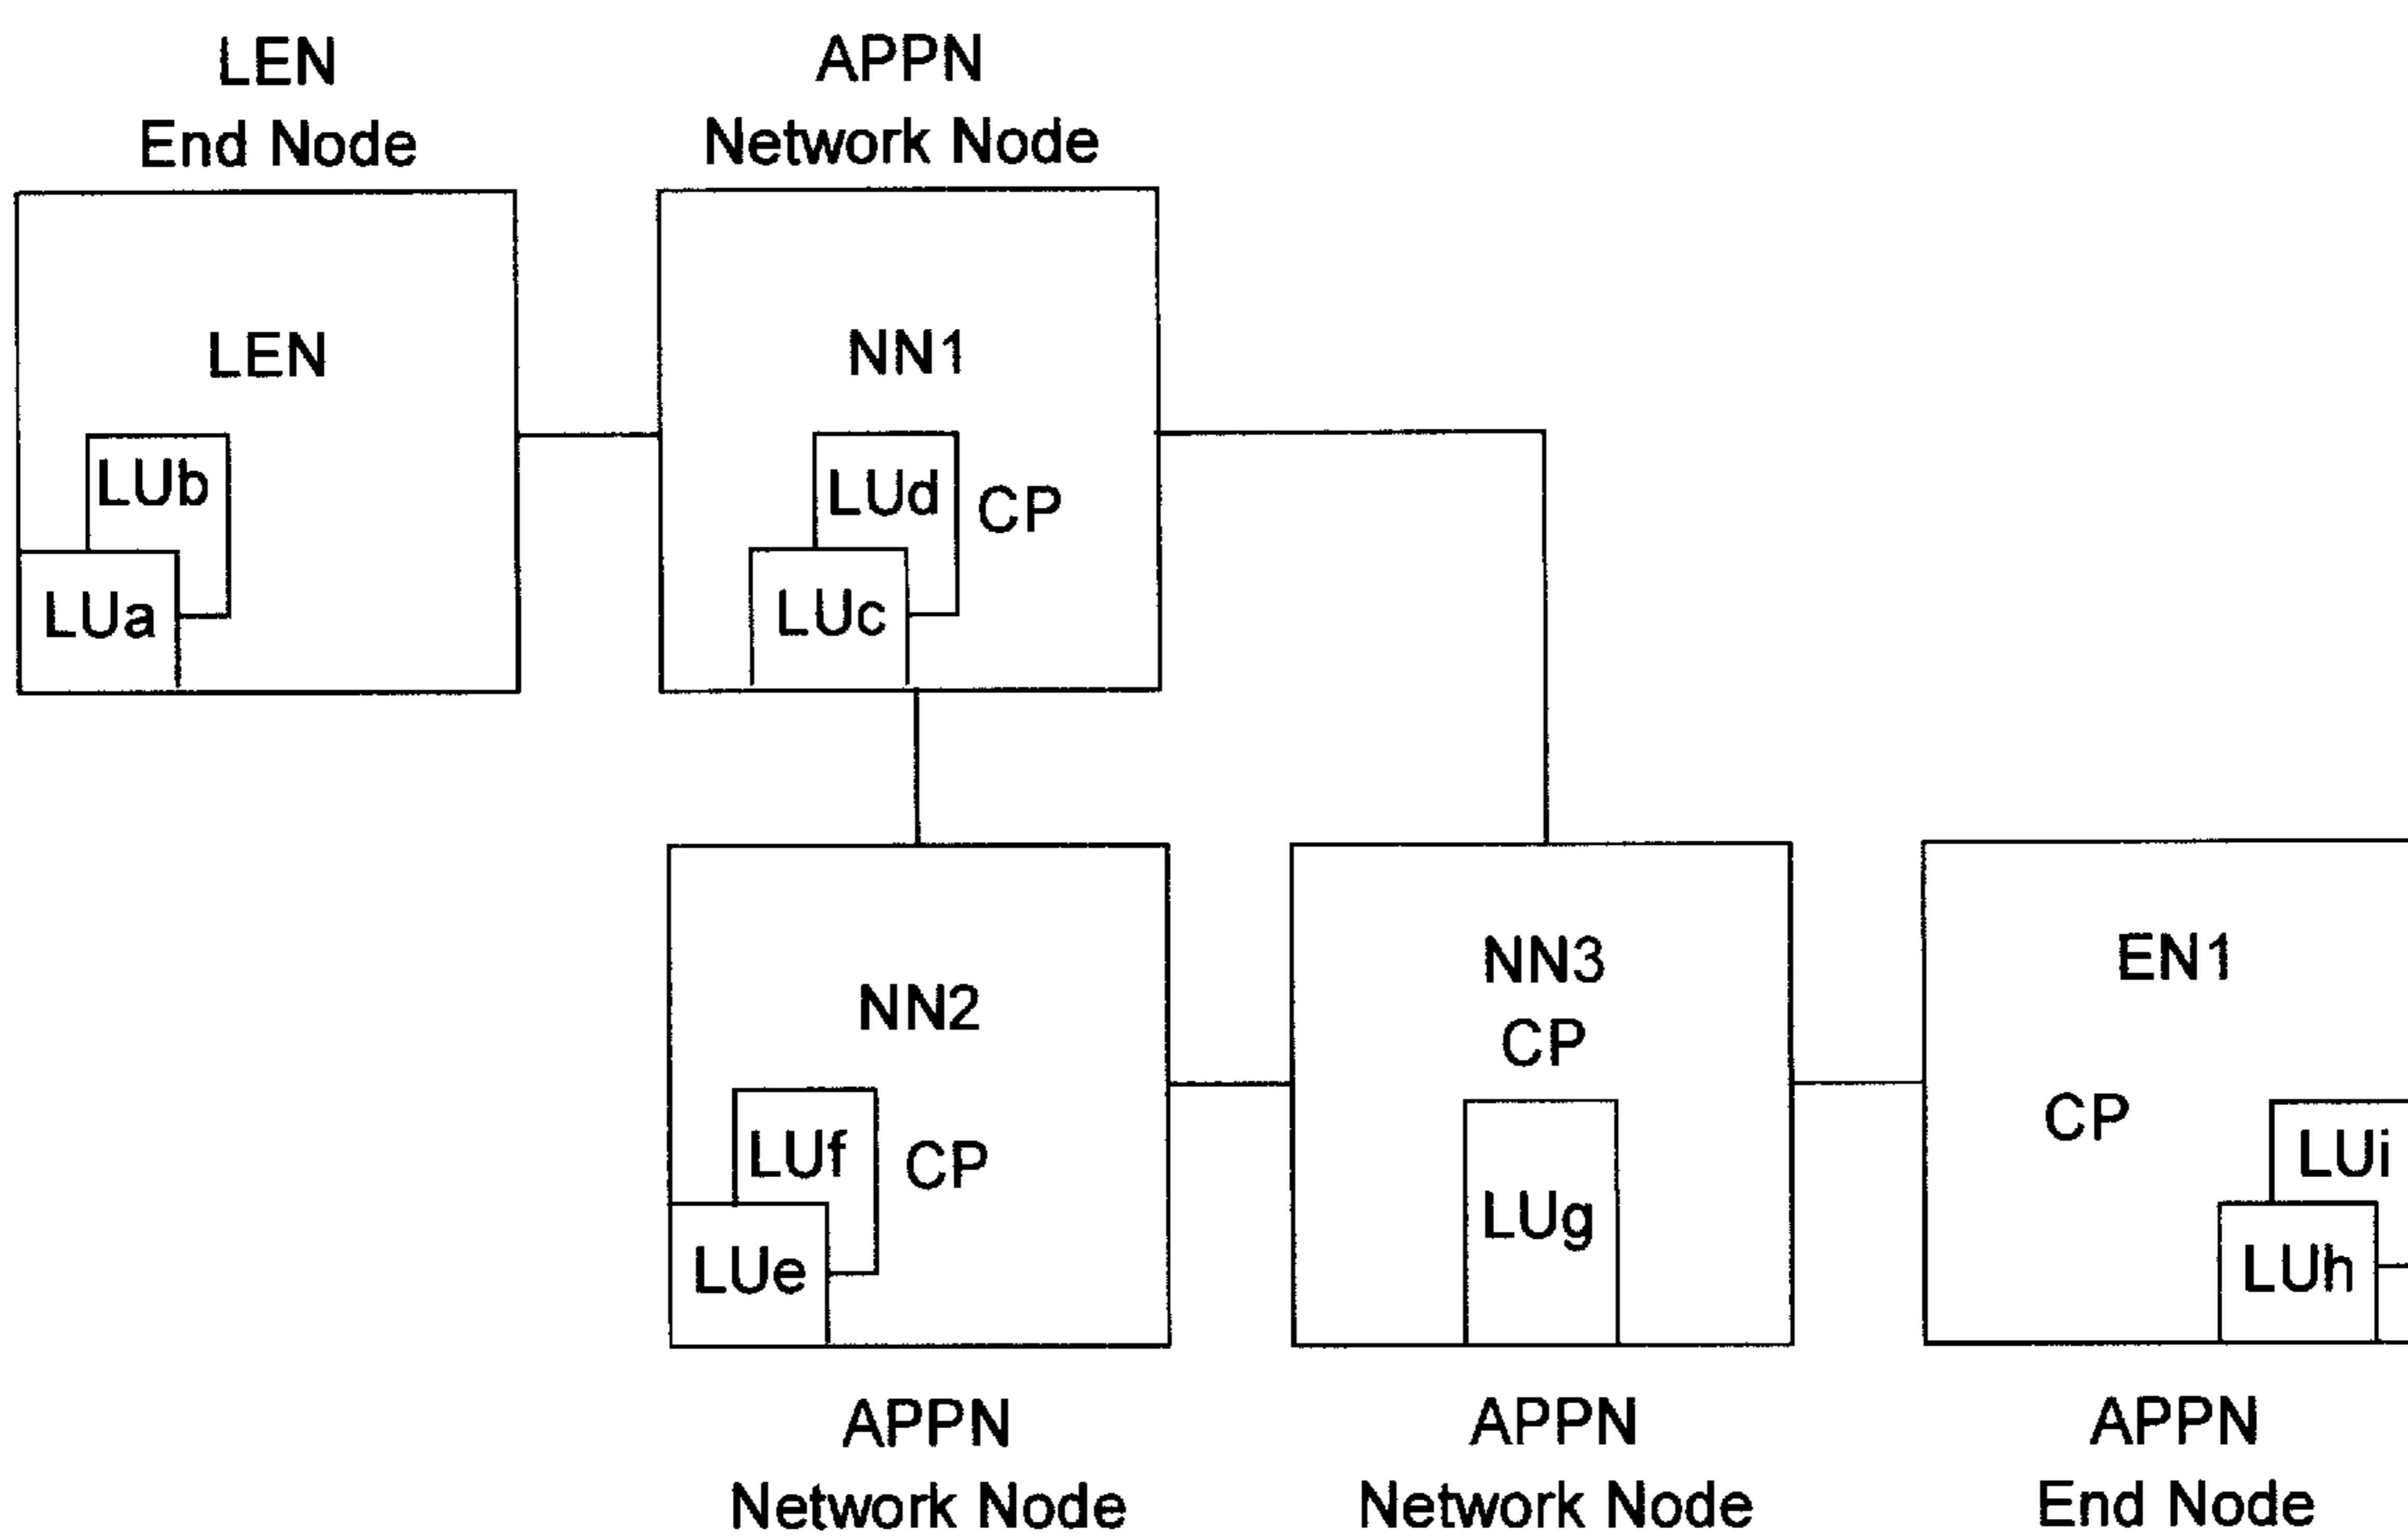 LEN
End Node
APPN
Network Node
LEN
LUb
LUa
NN1
LUd
CP
LUc
NN2
LUf
CP
LUe
NN3
CP
LUg
EN1
CP
LUi
LUh
APPN
Network Node
APPN
Network Node
APPN
End Node